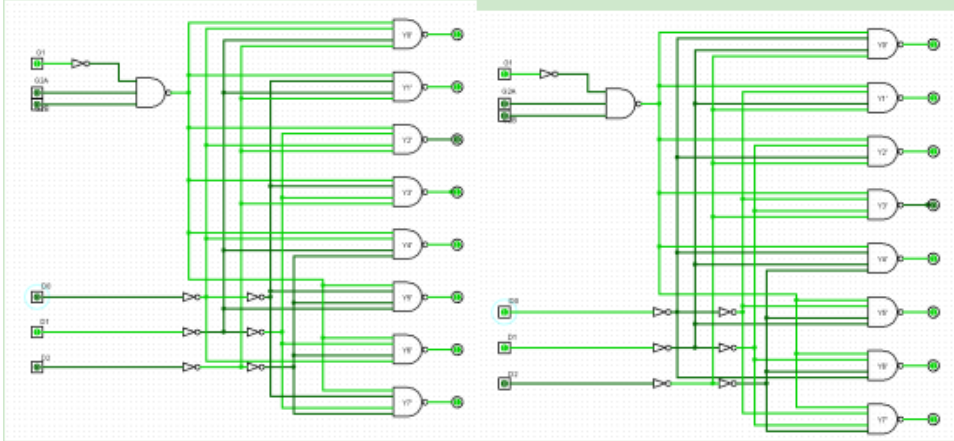 G1
G2A
D0
D1
D2
Y0'
Y1'
Y2'
Y3'
Y4'
Y5'
Y6'
Y7'
G1
G2A
D0
D1
D2
Y0'
Y1'
Y2'
Y3'
Y4'
Y5'
Y6'
Y7'